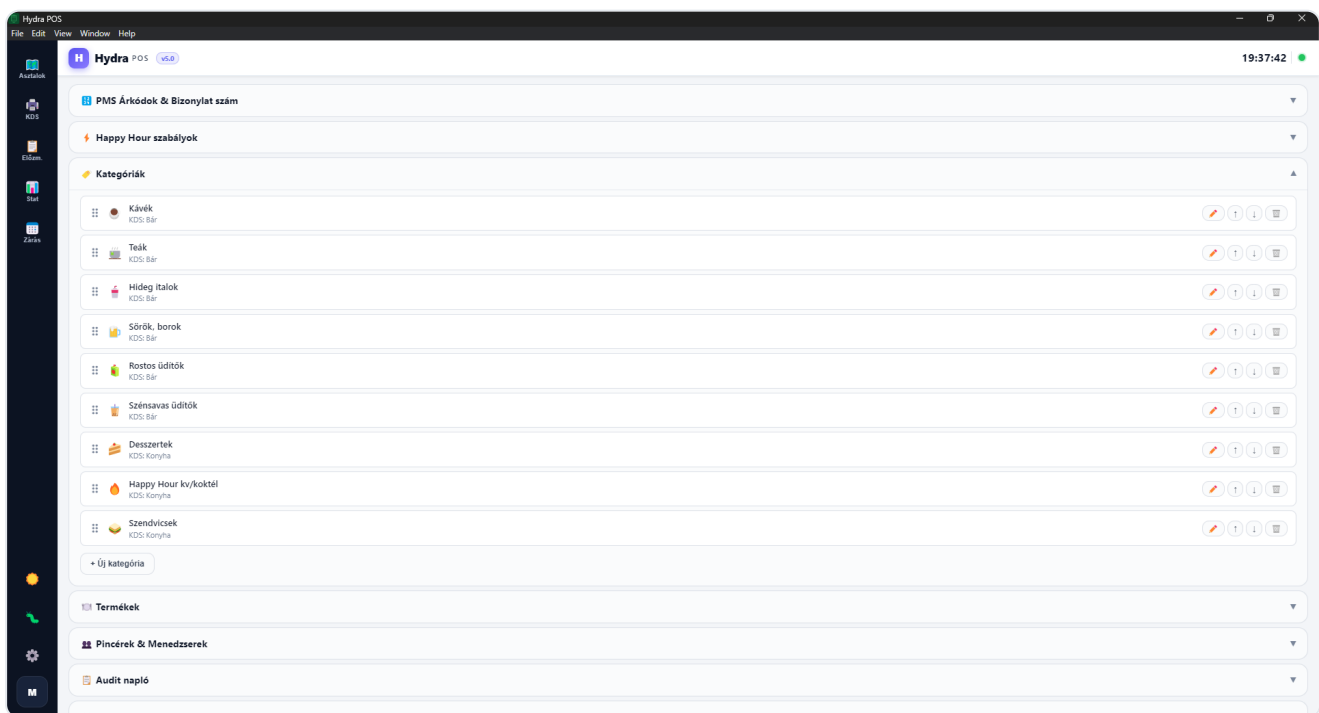 Hydra POS
File Edit View Window Help
H Hydra POS v5.0
19:37:42
Asztalok
KDS
Előzm.
Stat
Zárás
M
PMS Árkódok & Bizonylat szám
Happy Hour szabályok
Kategóriák
Kávék
KDS: Bár
Teák
KDS: Bár
Hideg italok
KDS: Bár
Sörök, borok
KDS: Bár
Rostos üdítők
KDS: Bár
Szénsavas üdítők
KDS: Bár
Desszertek
KDS: Konyha
Happy Hour kv/koktél
KDS: Konyha
Szendvicsek
KDS: Konyha
+ Új kategória
Termékek
Pincérek & Menedzserek
Audit napló